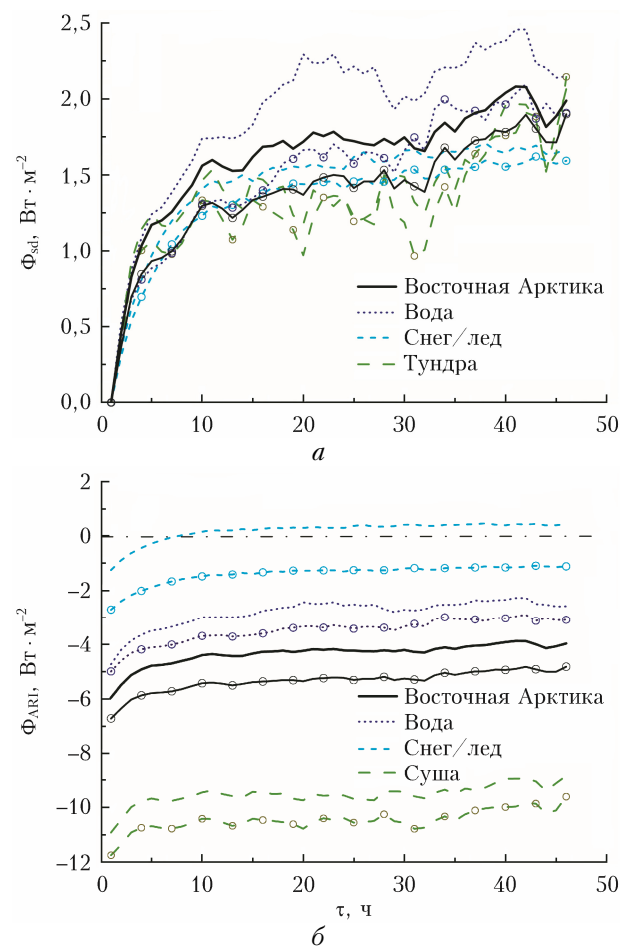 2,5
2,0
1,5
1,0
0,5
0,0
Φsd, Вт · м−2
Восточная Арктика
Вода
Снег/лед
Тундра
0 10 20 30 40 50
а
2
0
−2
−4
−6
−8
−10
−12
ΦARI, Вт · м−2
Восточная Арктика
Вода
Снег/лед
Суша
0 10 20 30 40 50
τ, ч
б